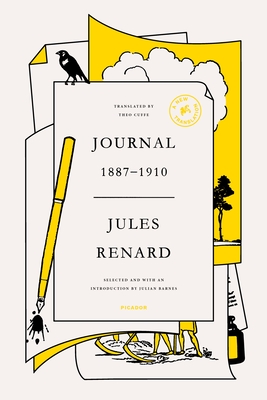 TRANSLATED BY
THEO CUFFE
A NEW
TRANSLATION
JOURNAL
1887–1910
JULES
RENARD
SELECTED AND WITH AN
INTRODUCTION BY JULIAN BARNES
PICADOR